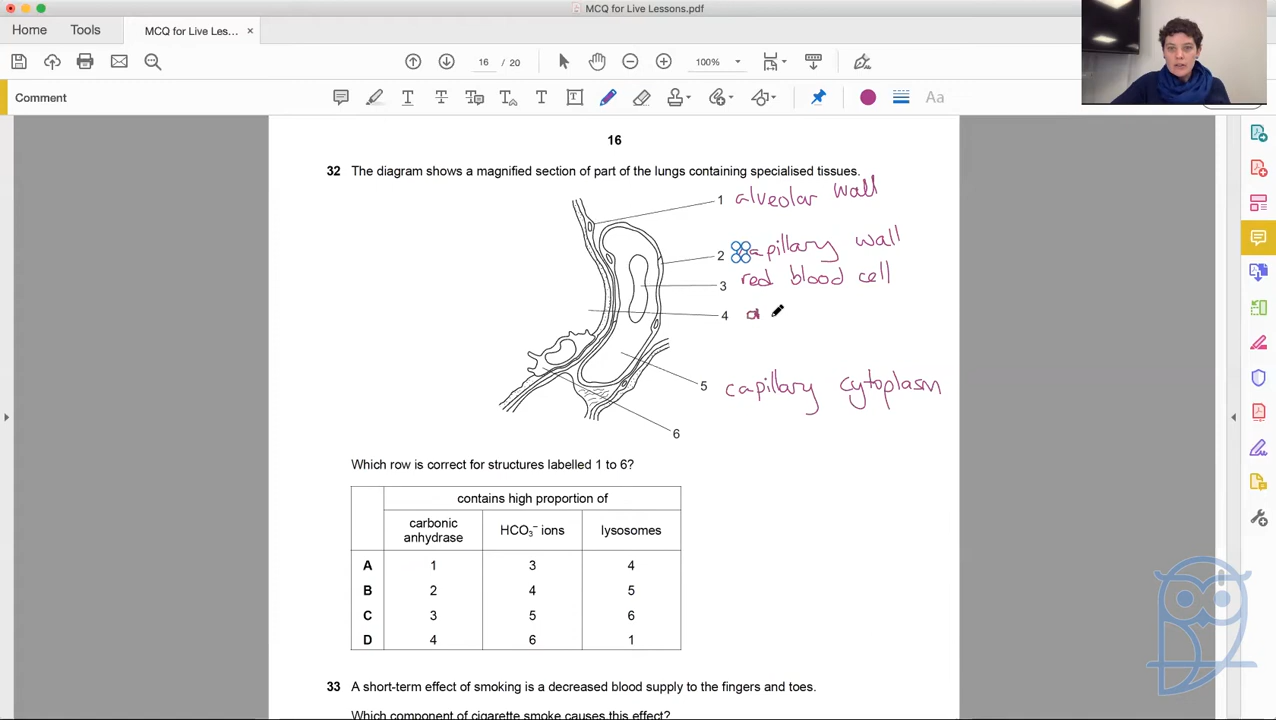 MCQ for Live Lessons.pdf
Home
Tools
MCQ for Live Les...
×
16 / 20
100%
Comment
Aa
16
32 The diagram shows a magnified section of part of the lungs containing specialised tissues.
1 alveolar wall
2 capillary wall
3 red blood cell
4 a
5 capillary cytoplasm
6
Which row is correct for structures labelled 1 to 6?
contains high proportion of
carbonic anhydrase HCO3− ions lysosomes
A 1 3 4
B 2 4 5
C 3 5 6
D 4 6 1
33 A short-term effect of smoking is a decreased blood supply to the fingers and toes.
Which component of cigarette smoke causes this effect?